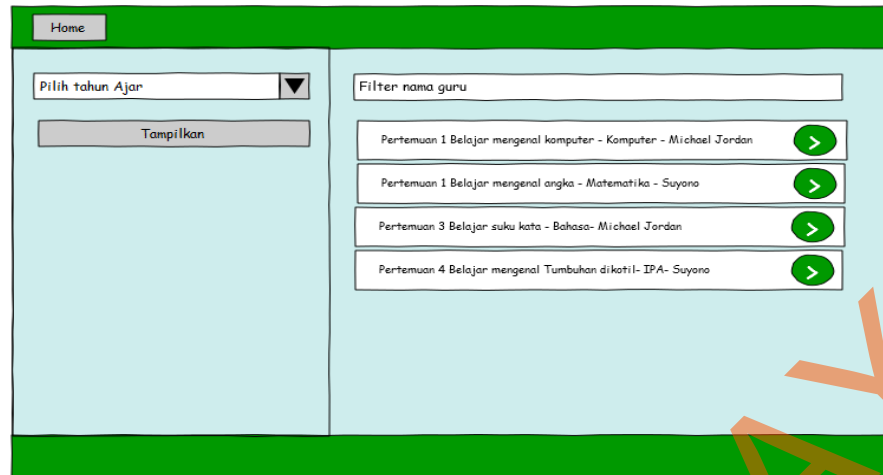 Home
Pilih tahun Ajar
Tampilkan
Filter nama guru
Pertemuan 1 Belajar mengenal komputer - Komputer - Michael Jordan
Pertemuan 1 Belajar mengenal angka - Matematika - Suyono
Pertemuan 3 Belajar suku kata - Bahasa- Michael Jordan
Pertemuan 4 Belajar mengenal Tumbuhan dikotil- IPA- Suyono